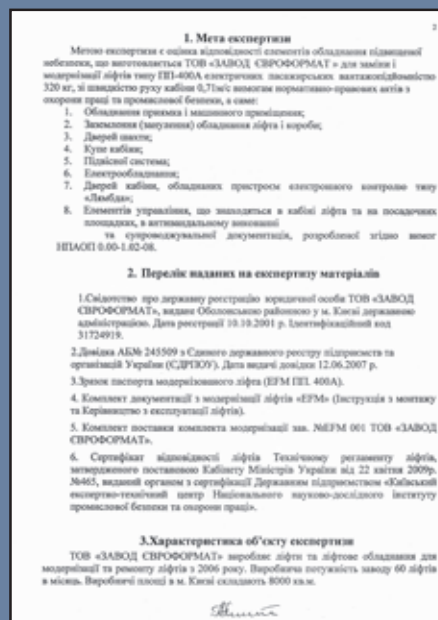 2
1. Мета експертизи
Метою експертизи є оцінка відповідності елементів обладнання підвищеної
небезпеки, що виготовляється ТОВ «ЗАВОД ЄВРОФОРМАТ » для заміни і
модернізації ліфтів типу ПП-400А електричних пасажирських вантажопідйомністю
320 кг, зі швидкістю руху кабіни 0,71м/с вимогам нормативно-правових актів з
охорони праці та промислової безпеки, а саме:
1. Обладнання приямка і машинного приміщення;
2. Заземлення (занулення) обладнання ліфта і короби;
3. Дверей шахти;
4. Купе кабіни;
5. Підвісної системи;
6. Електрообладнання;
7. Дверей кабіни, обладнаних пристроєм електронного контролю типу
«Лямбда»;
8. Елементів управління, що знаходяться в кабіні ліфта та на посадочних
площадках, в антивандальному виконанні
та супроводжувальної документація, розробленої згідно вимог
НПАОП 0.00-1.02-08.
2. Перелік наданих на експертизу матеріалів
1.Свідотство про державну реєстрацію юридичної особи ТОВ «ЗАВОД
ЄВРОФОРМАТ», видане Оболонською районною у м. Києві державною
адміністрацією. Дата реєстрації 10.10.2001 р. Ідентифікаційний код
31724919.
2.Довідка АБ№ 245509 з Єдиного державного реєстру підприємств та
організацій України (ЄДРПОУ). Дата видачі довідки 12.06.2007 р.
3.Зразок паспорта модернізованого ліфта (EFM ПП. 400А).
4. Комплект документації з модернізації ліфтів «EFM» (Інструкція з монтажу
та Керівництво з експлуатації ліфтів).
5. Комплект поставки комплекта модернізації зав. №EFM 001 ТОВ «ЗАВОД
ЄВРОФОРМАТ».
6. Сертифікат відповідності ліфтів Технічному регламенту ліфтів,
затвердженого постановою Кабінету Міністрів України від 22 квітня 2009р.
№465, виданий органом з сертифікації Державним підприємством «Київський
експертно-технічний центр Національного науково-дослідного інституту
промислової безпеки та охорони праці».
3.Характеристика об'єкту експертизи
ТОВ «ЗАВОД ЄВРОФОРМАТ» виробляє ліфти та ліфтове обладнання для
модернізації та ремонту ліфтів з 2006 року. Виробнича потужність заводу 60 ліфтів
в місяць. Виробничі площі в м. Києві складають 8000 кв.м.